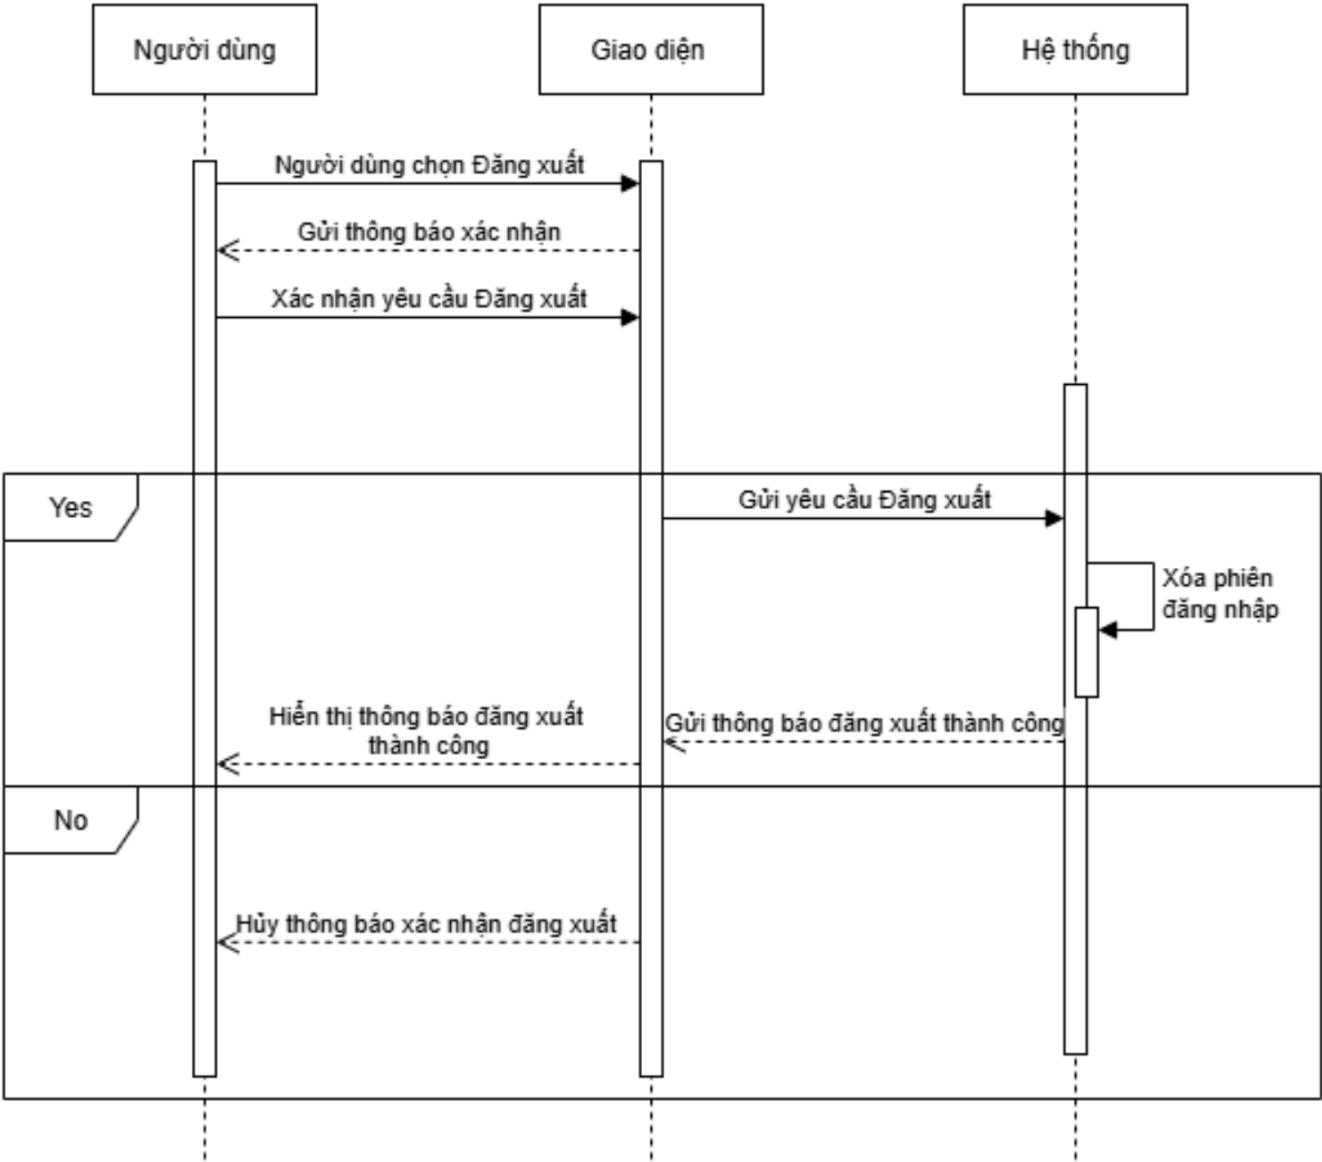 Người dùng
Giao diện
Hệ thống
Người dùng chọn Đăng xuất
Gửi thông báo xác nhận
Xác nhận yêu cầu Đăng xuất
Yes
Gửi yêu cầu Đăng xuất
Xóa phiên
đăng nhập
Gửi thông báo đăng xuất thành công
Hiển thị thông báo đăng xuất
thành công
No
Hủy thông báo xác nhận đăng xuất